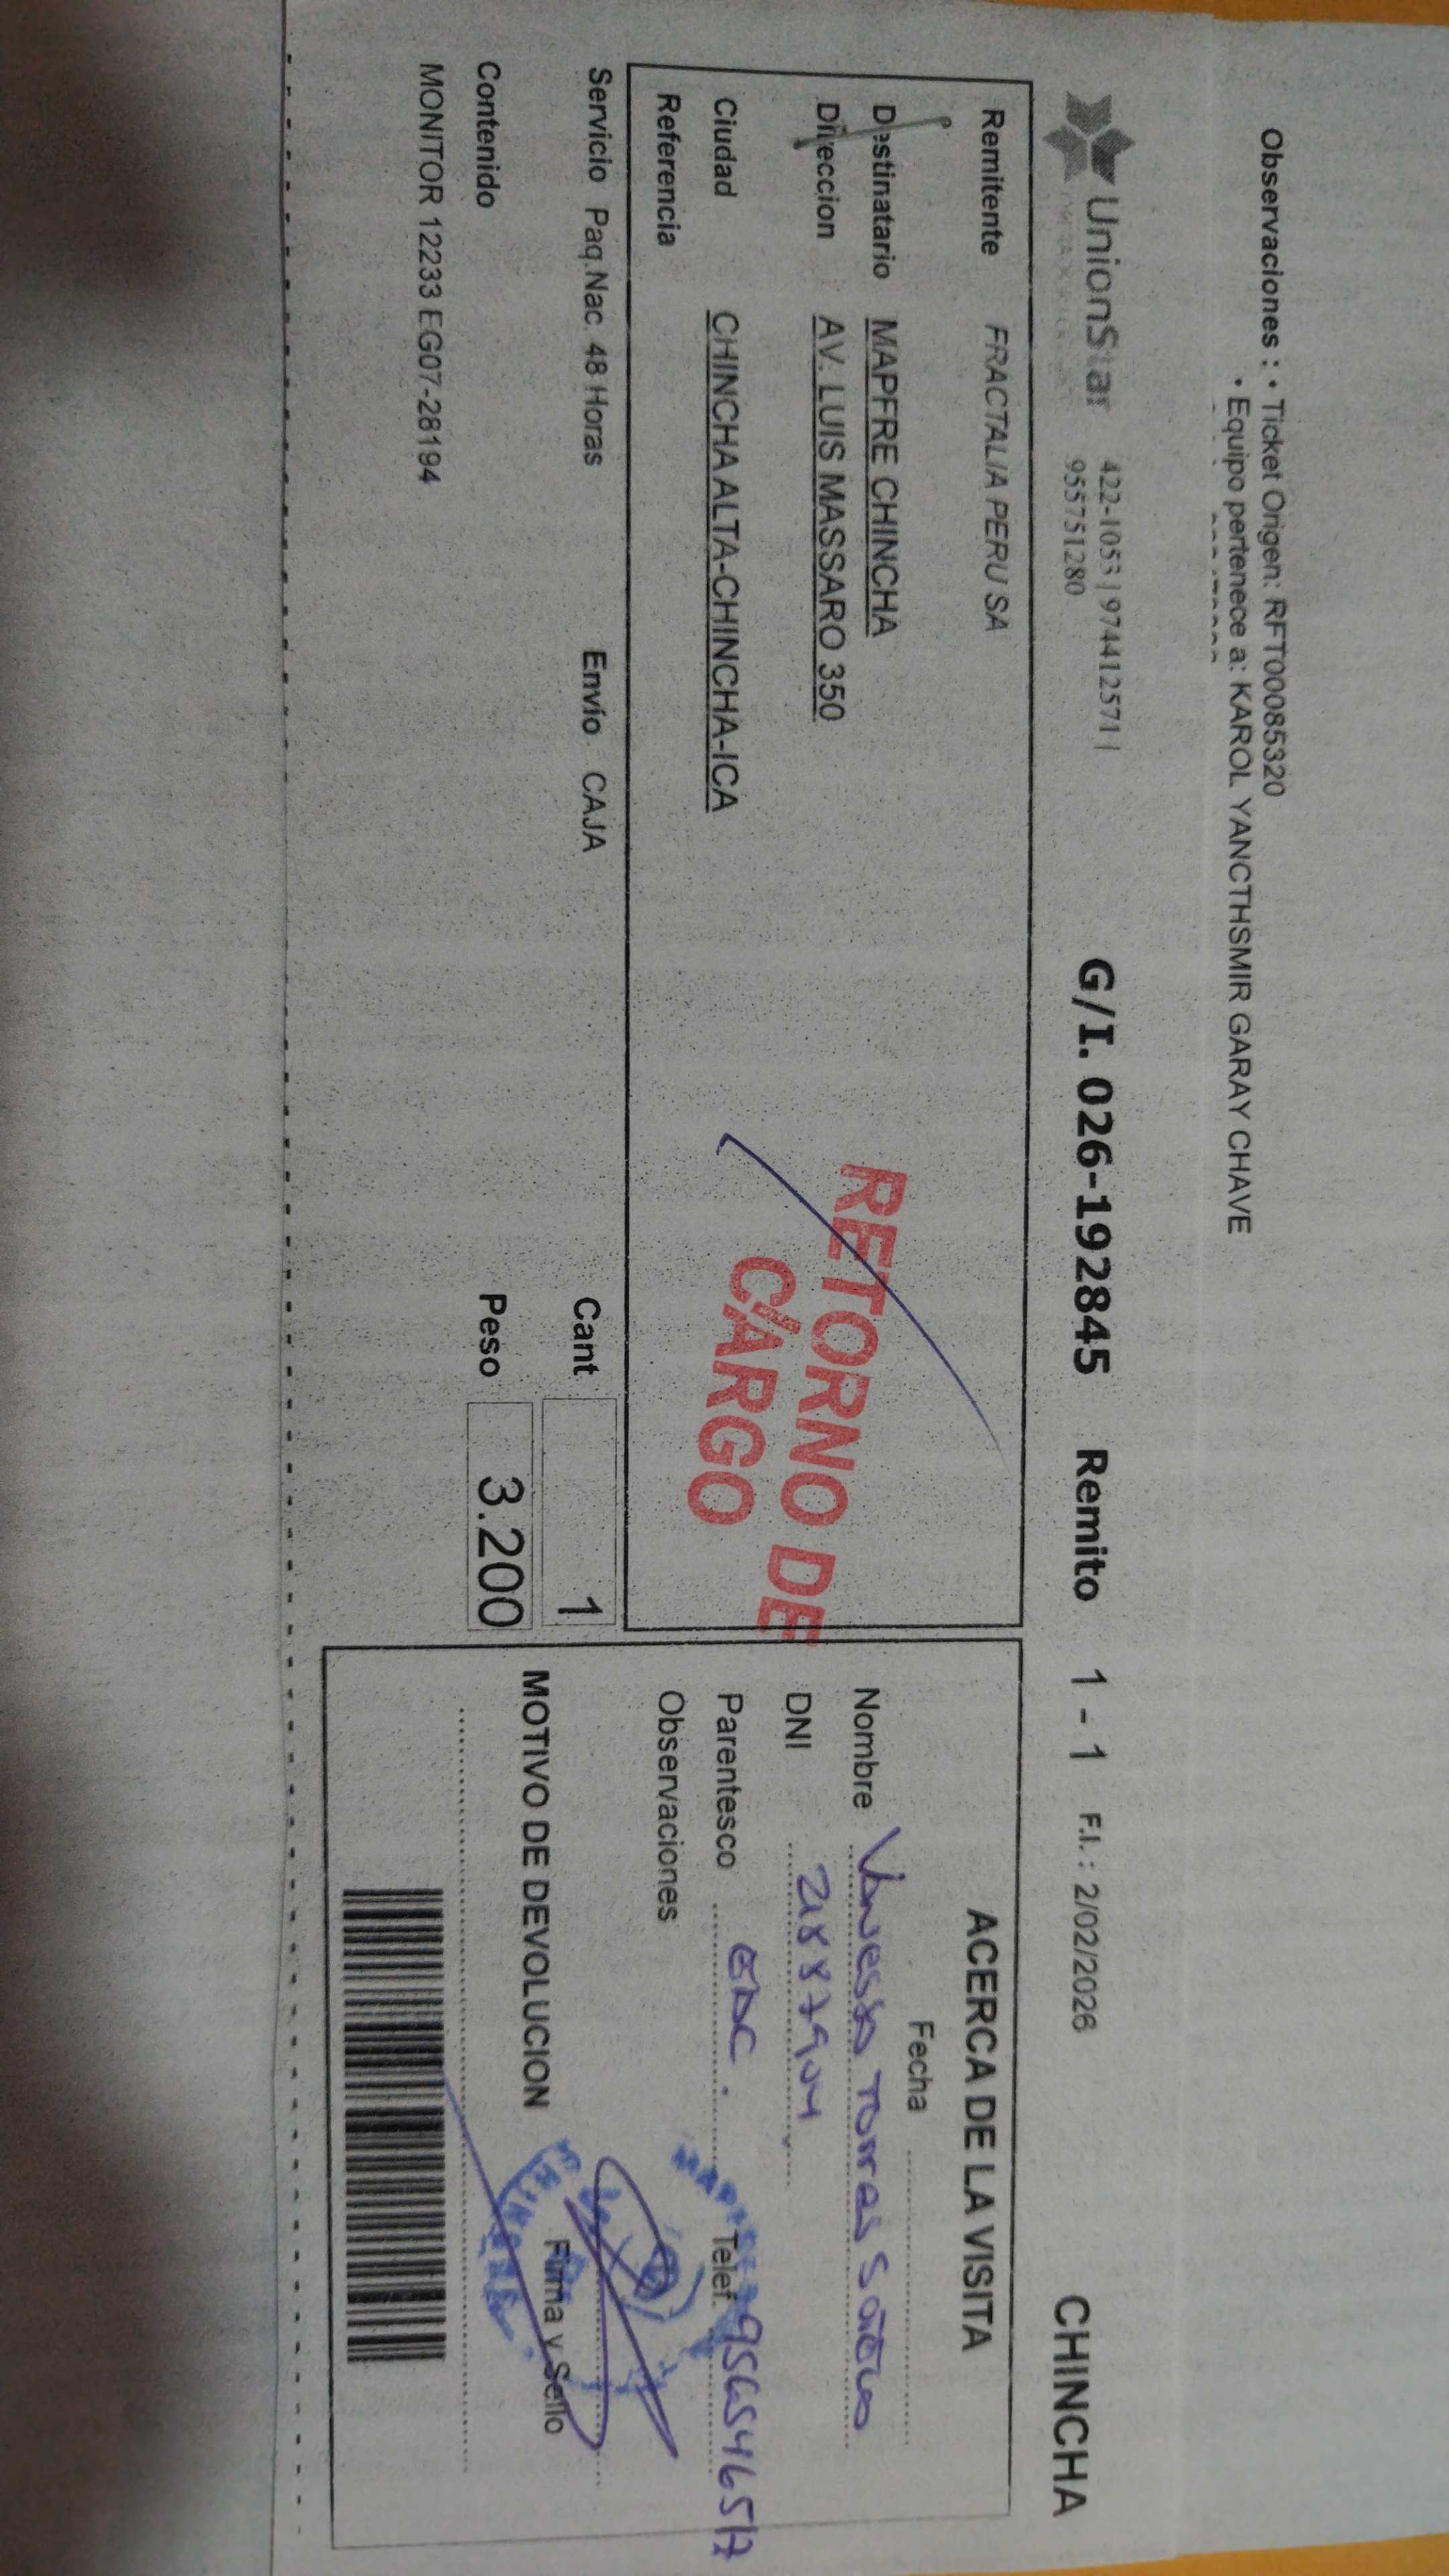 Observaciones : • Ticket Origen: RFT00085320
• Equipo pertenece a: KAROL YANCTHSMIR GARAY CHAVE
UnionStar 422-1053 | 974412571 |
955751280
G/I. 026-192845 Remito 1 - 1 F.I. : 2/02/2026 CHINCHA
Remitente FRACTALIA PERU SA
Destinatario MAPFRE CHINCHA
Direccion AV. LUIS MASSARO 350
Ciudad CHINCHA ALTA-CHINCHA-ICA
Referencia
RETORNO DE
CARGO
Servicio Paq.Nac. 48 Horas Envío CAJA Cant 1
Contenido Peso 3.200
MONITOR 12233 EG07-28194
ACERCA DE LA VISITA
Fecha
Nombre Vanessa Torres
DNI 21887904
Parentesco Telef.
Observaciones
Firma y Sello
MOTIVO DE DEVOLUCION